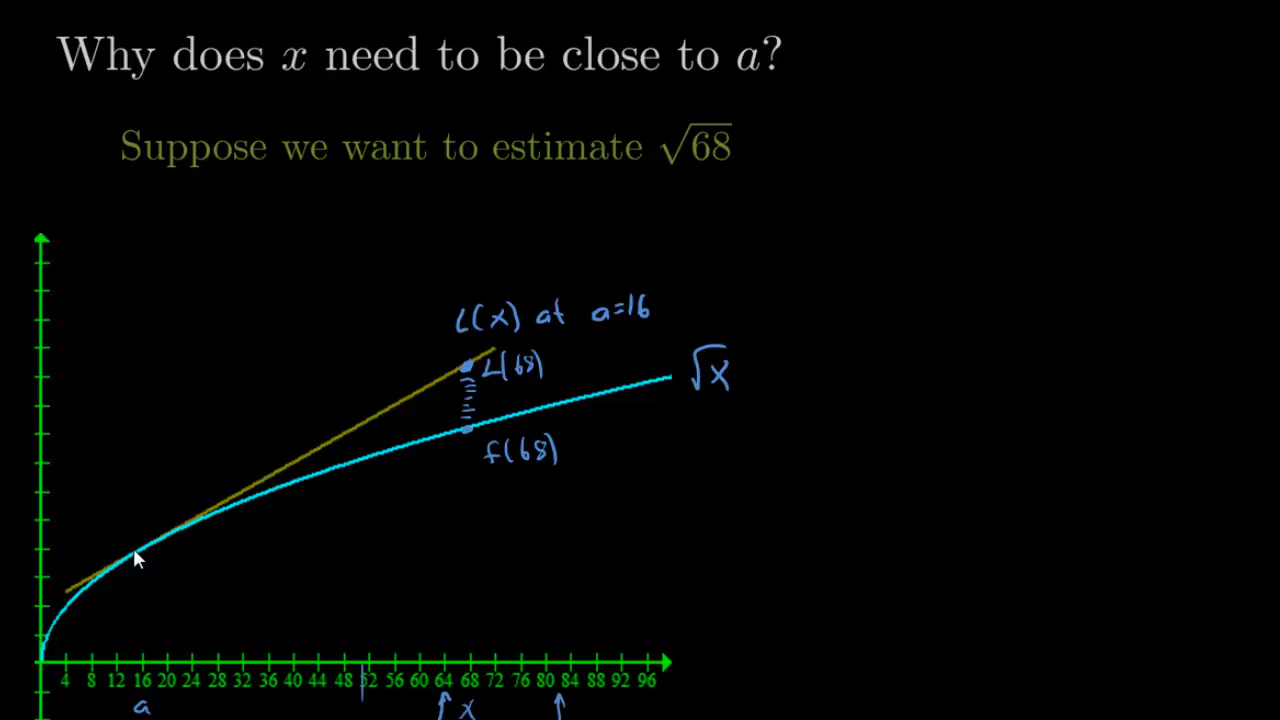 Why does x need to be close to a?
Suppose we want to estimate √68
L(x) at a=16
L(68)
√x
f(68)
4 8 12 16 20 24 28 32 36 40 44 48 52 56 60 64 68 72 76 80 84 88 92 96
a x